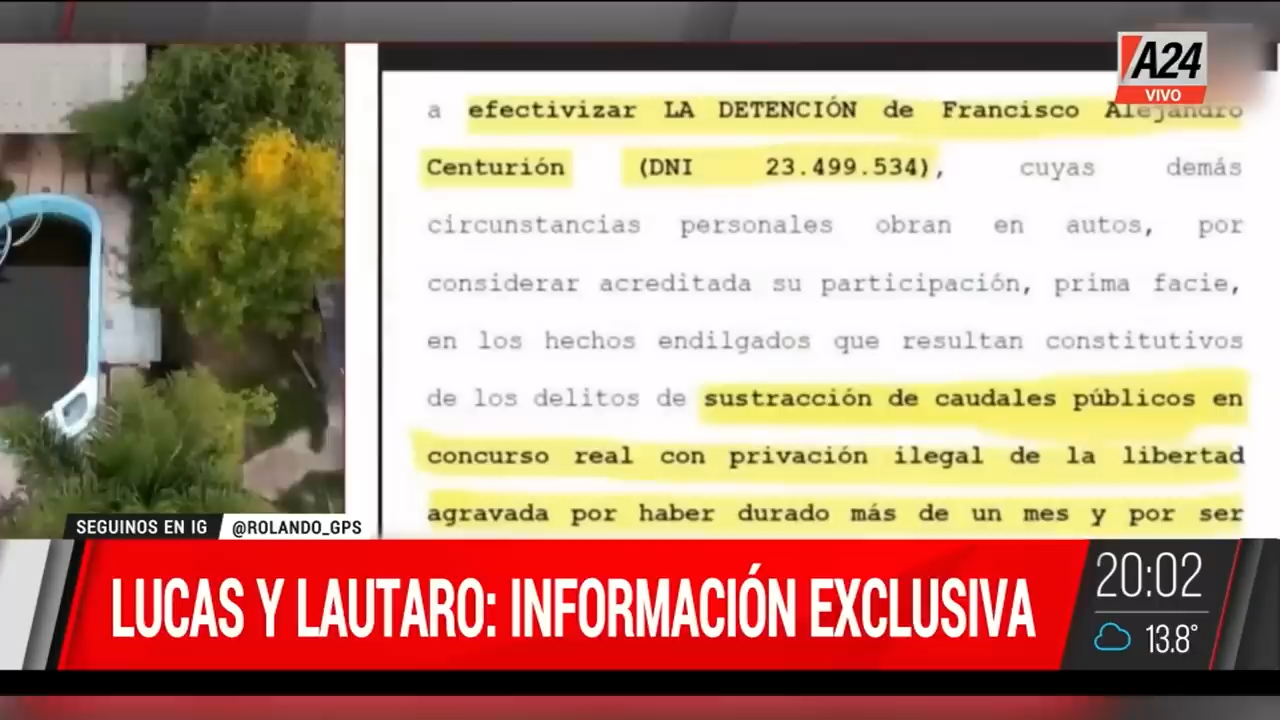 A24
VIVO
a efectivizar LA DETENCIÓN de Francisco Alejandro
Centurión (DNI 23.499.534), cuyas demás
circunstancias personales obran en autos, por
considerar acreditada su participación, prima facie,
en los hechos endilgados que resultan constitutivos
de los delitos de sustracción de caudales públicos en
concurso real con privación ilegal de la libertad
agravada por haber durado más de un mes y por ser
SEGUINOS EN IG @ROLANDO_GPS
LUCAS Y LAUTARO: INFORMACIÓN EXCLUSIVA
20:02
13.8°